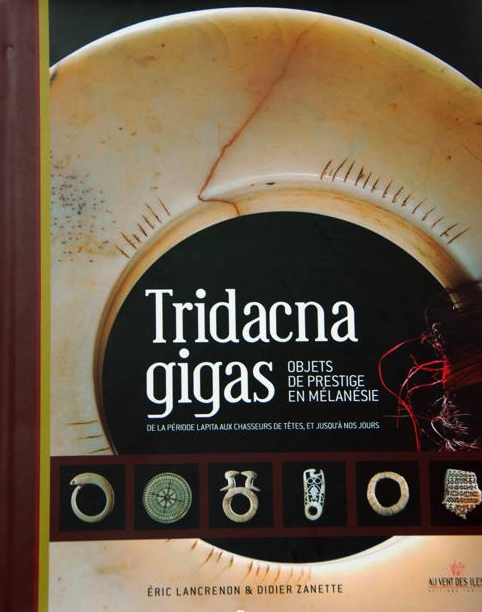 Tridacna
gigas
OBJETS
DE PRESTIGE
EN MÉLANÉSIE
DE LA PÉRIODE LAPITA AUX CHASSEURS DE TÊTES, ET JUSQU'À NOS JOURS
ÉRIC LANCRENON & DIDIER ZANETTE
AU VENT DES ILES